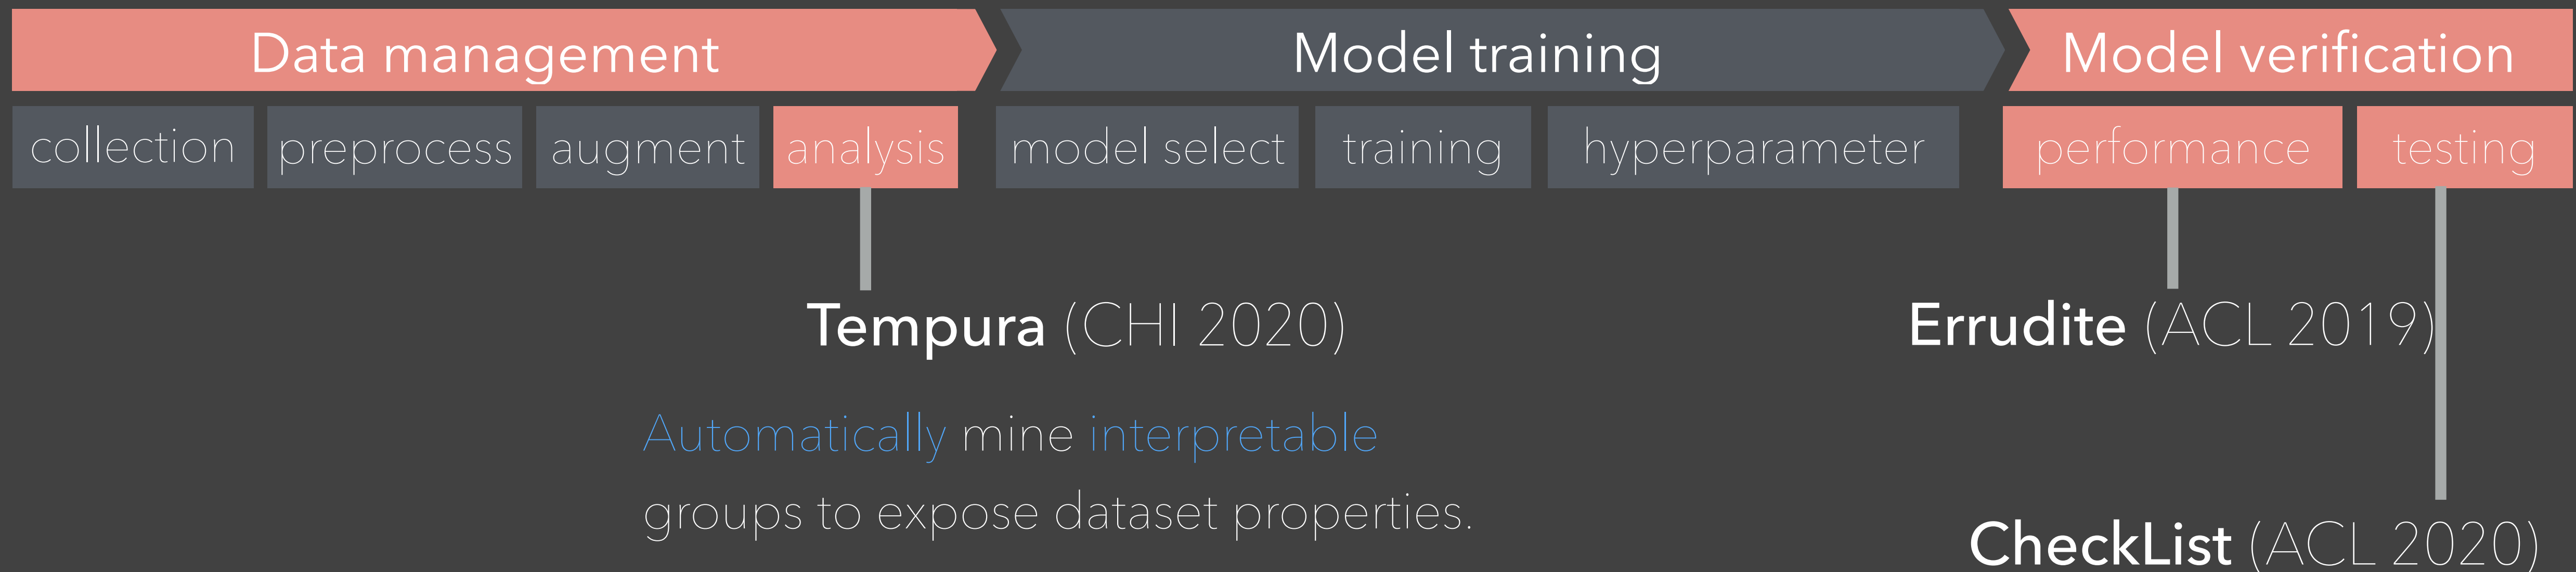 Data management Model training Model verification
collection preprocess augment analysis model select training hyperparameter performance testing
Tempura (CHI 2020) Errudite (ACL 2019)
Automatically mine interpretable
groups to expose dataset properties.
CheckList (ACL 2020)